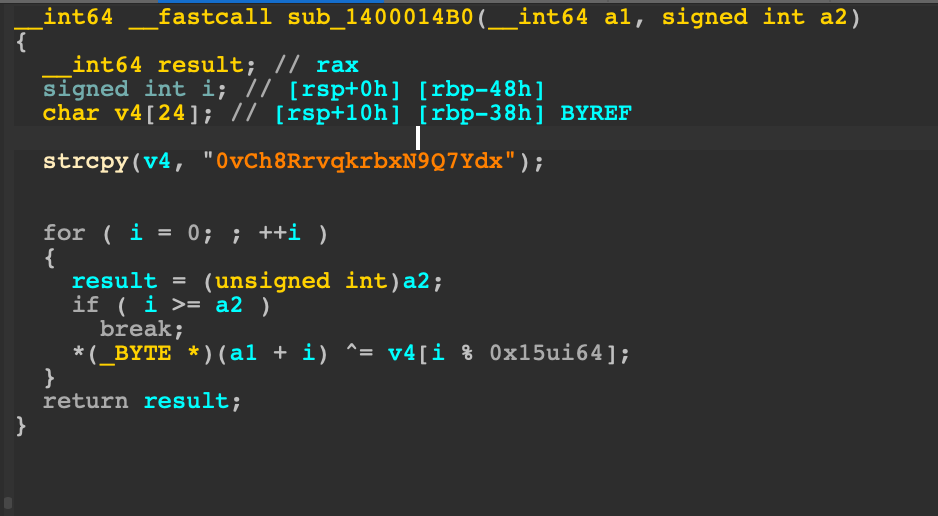 __int64 __fastcall sub_1400014B0(__int64 a1, signed int a2)
{
  __int64 result; // rax
  signed int i; // [rsp+0h] [rbp-48h]
  char v4[24]; // [rsp+10h] [rbp-38h] BYREF
  strcpy(v4, "0vCh8RrvqkrbxN9Q7Ydx");
  for ( i = 0; ; ++i )
  {
    result = (unsigned int)a2;
    if ( i >= a2 )
      break;
    *(_BYTE *)(a1 + i) ^= v4[i % 0x15ui64];
  }
  return result;
}